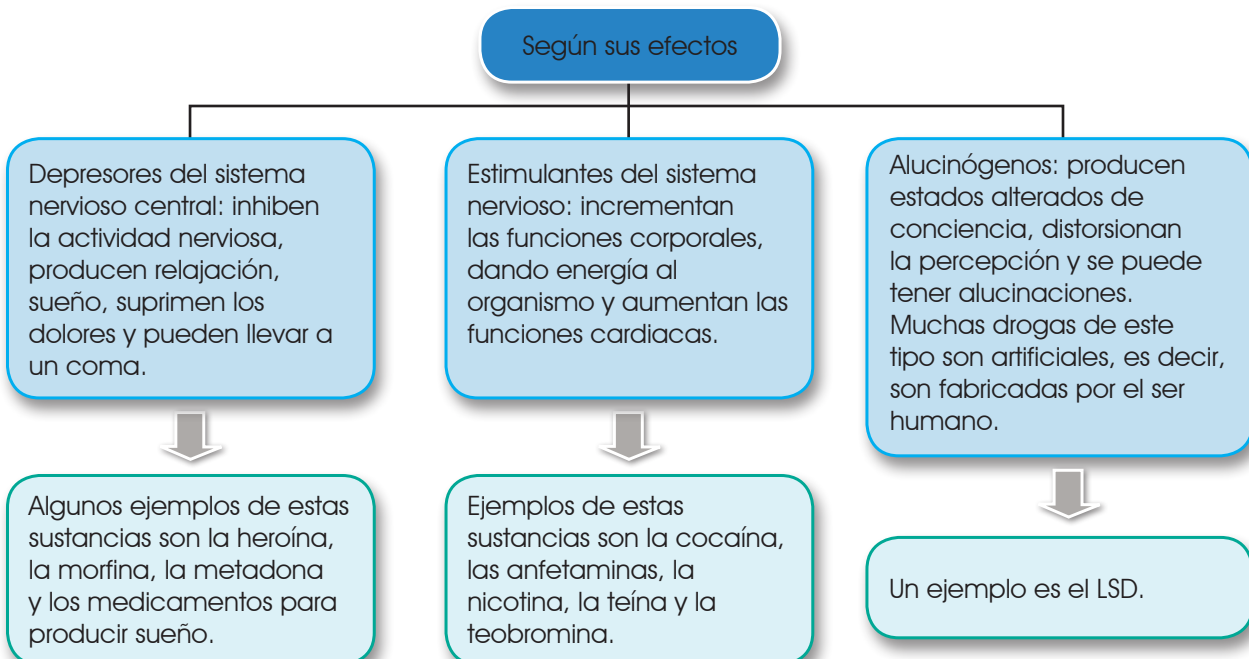 Según sus efectos
Depresores del sistema
nervioso central: inhiben
la actividad nerviosa,
producen relajación,
sueño, suprimen los
dolores y pueden llevar a
un coma.
Estimulantes del sistema
nervioso: incrementan
las funciones corporales,
dando energía al
organismo y aumentan las
funciones cardiacas.
Alucinógenos: producen
estados alterados de
conciencia, distorsionan
la percepción y se puede
tener alucinaciones.
Muchas drogas de este
tipo son artificiales, es decir,
son fabricadas por el ser
humano.
Algunos ejemplos de estas
sustancias son la heroína,
la morfina, la metadona
y los medicamentos para
producir sueño.
Ejemplos de estas
sustancias son la cocaína,
las anfetaminas, la
nicotina, la teína y la
teobromina.
Un ejemplo es el LSD.